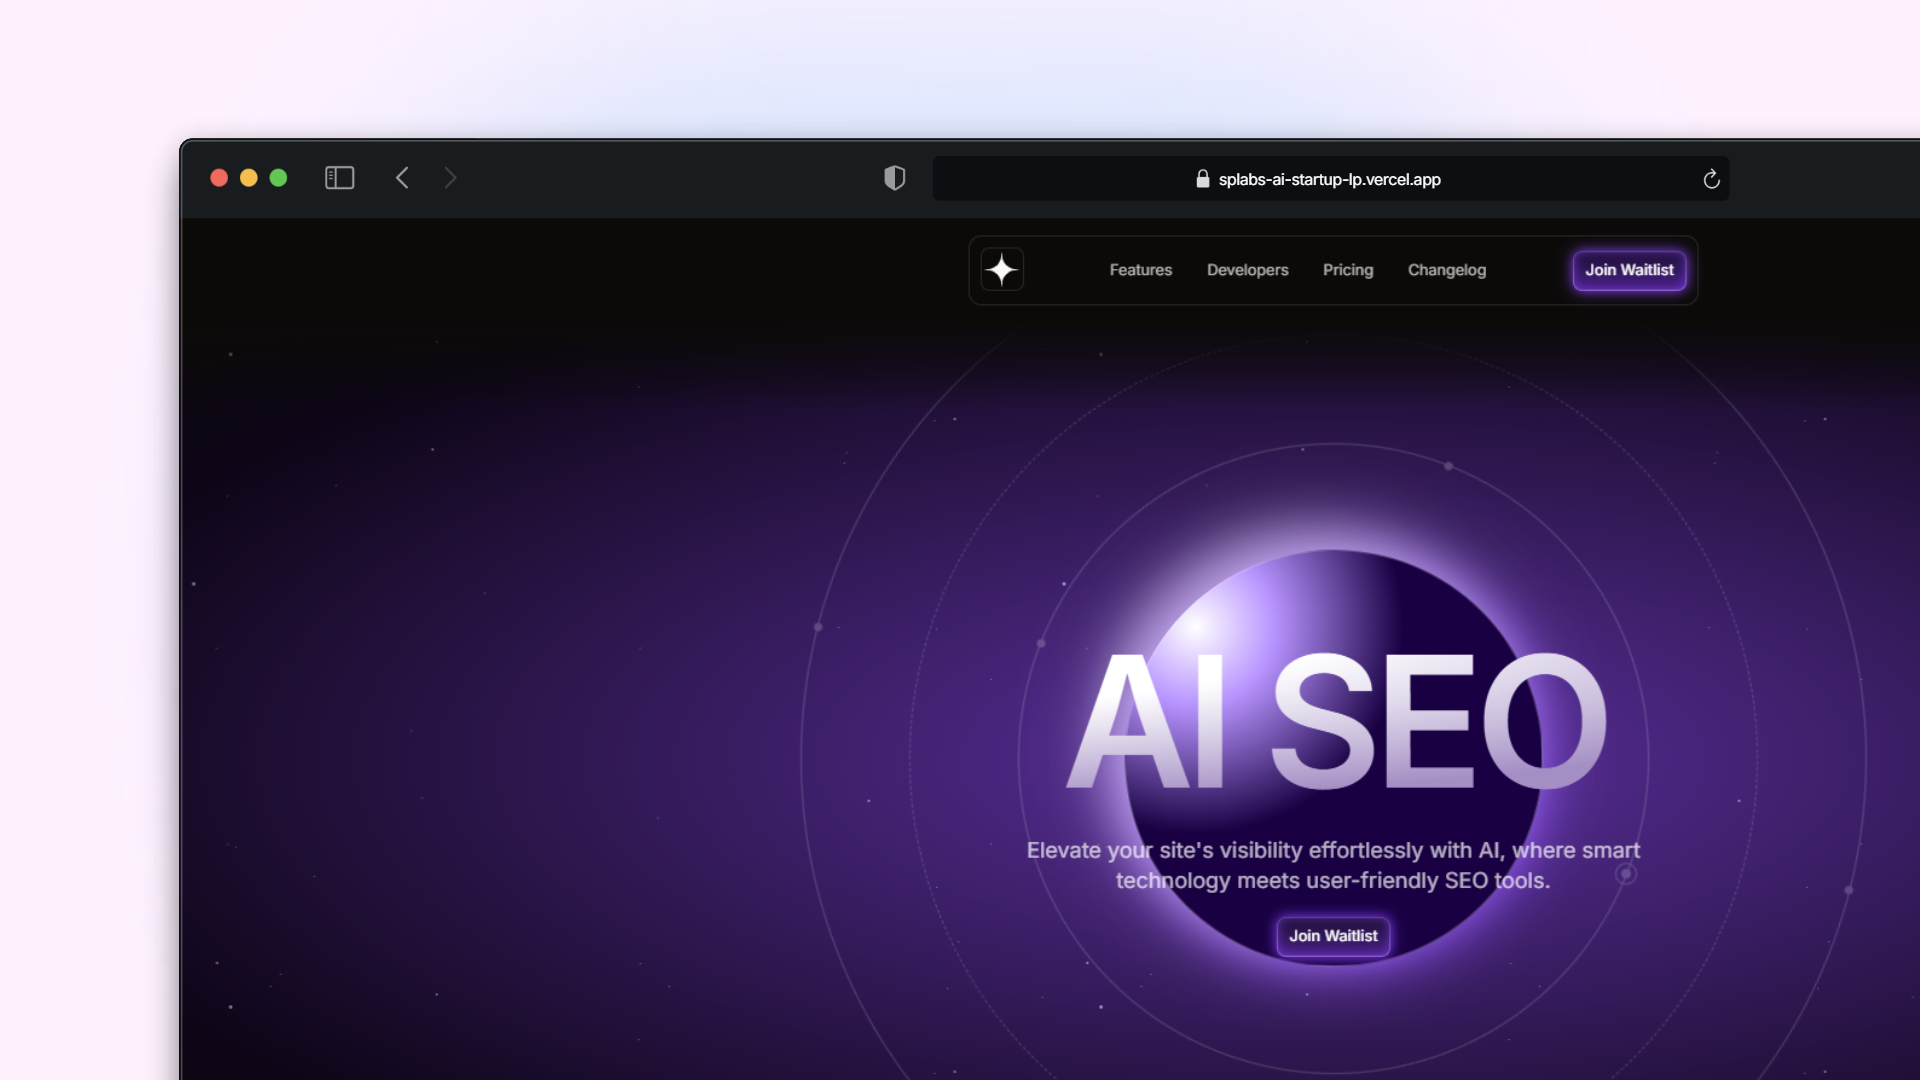 splabs-ai-startup-lp.vercel.app
Features Developers Pricing Changelog Join Waitlist
AI SEO
Elevate your site's visibility effortlessly with AI, where smart
technology meets user-friendly SEO tools.
Join Waitlist